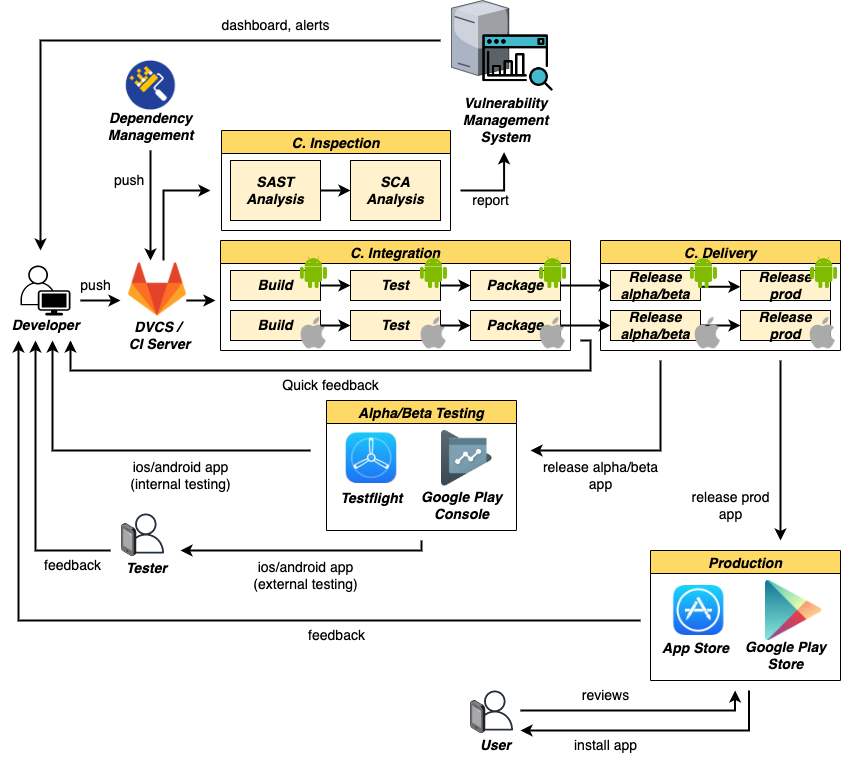 dashboard, alerts
Dependency
Management
Vulnerability
Management
System
C. Inspection
SAST
Analysis
SCA
Analysis
push
report
C. Integration
C. Delivery
Build
Test
Package
Release
alpha/beta
Release
prod
push
Build
Test
Package
Release
alpha/beta
Release
prod
Developer
DVCS /
CI Server
Quick feedback
Alpha/Beta Testing
Testflight
Google Play
Console
ios/android app
(internal testing)
release alpha/beta
app
release prod
app
Tester
feedback
ios/android app
(external testing)
Production
App Store
Google Play
Store
feedback
reviews
User
install app